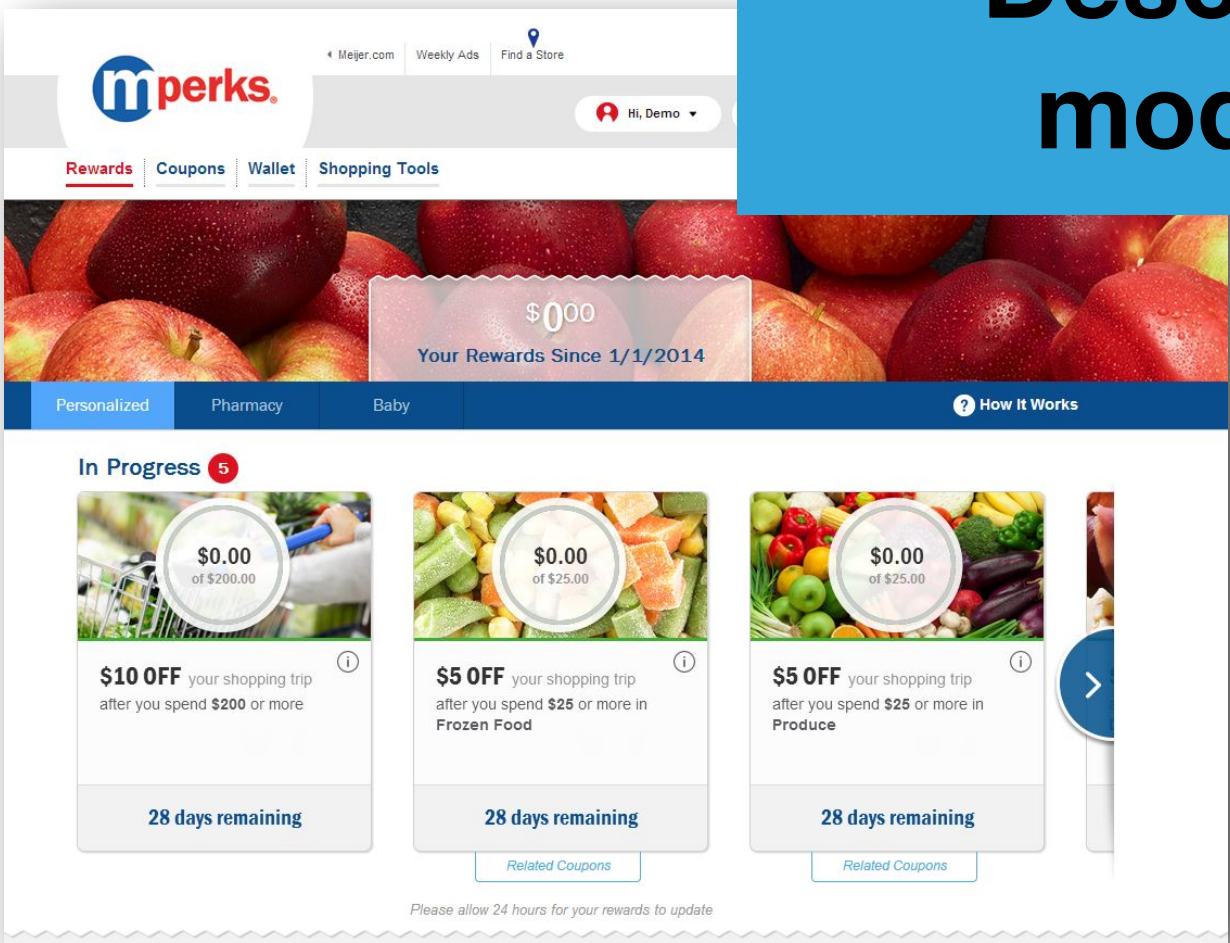 Meijer.com Weekly Ads Find a Store
mperks®
Hi, Demo
Rewards Coupons Wallet Shopping Tools
$0.00
Your Rewards Since 1/1/2014
Personalized Pharmacy Baby ? How It Works
In Progress 5
$0.00
of $200.00
$10 OFF your shopping trip
after you spend $200 or more
28 days remaining
$0.00
of $25.00
$5 OFF your shopping trip
after you spend $25 or more in
Frozen Food
28 days remaining
Related Coupons
$0.00
of $25.00
$5 OFF your shopping trip
after you spend $25 or more in
Produce
28 days remaining
Related Coupons
Please allow 24 hours for your rewards to update